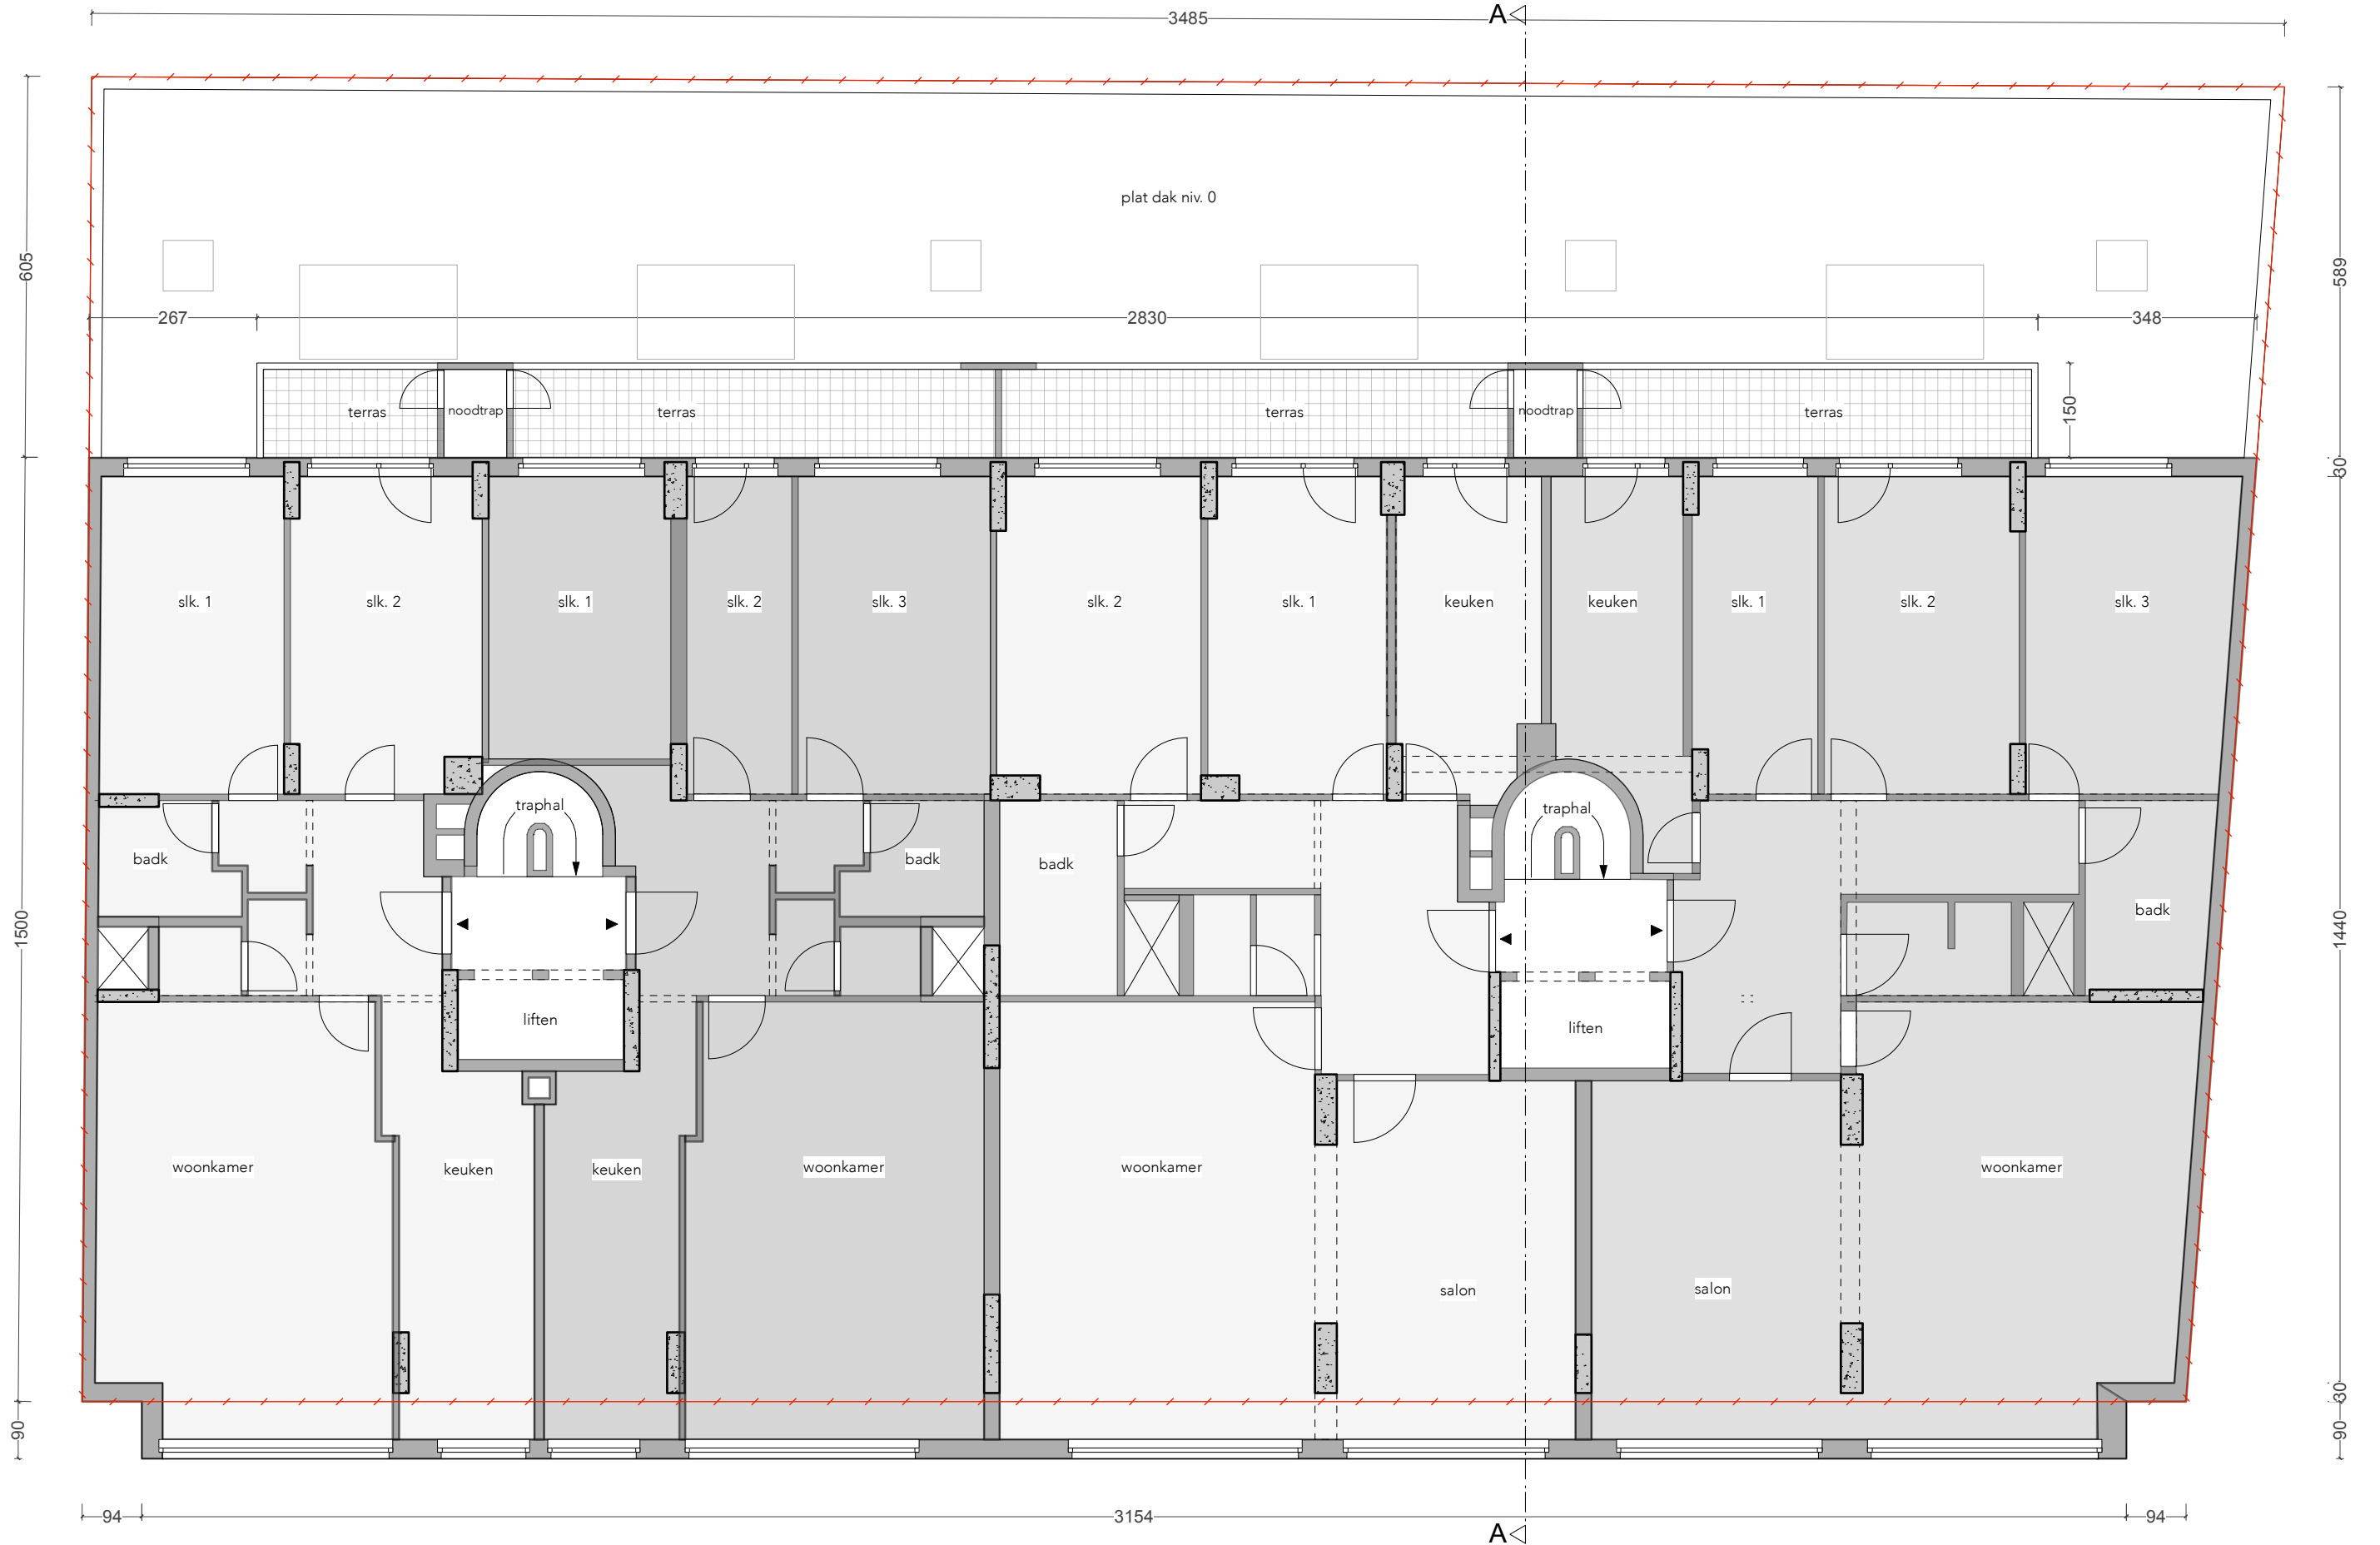 3485
A
plat dak niv. 0
605
589
267
2830
348
terras
noodtrap
terras
terras
noodtrap
terras
150
30
slk. 1
slk. 2
slk. 1
slk. 2
slk. 3
slk. 2
slk. 1
keuken
keuken
slk. 1
slk. 2
slk. 3
traphal
traphal
badk
badk
badk
badk
1500
1440
liften
liften
woonkamer
keuken
keuken
woonkamer
woonkamer
woonkamer
salon
salon
30
90
90
94
3154
94
A